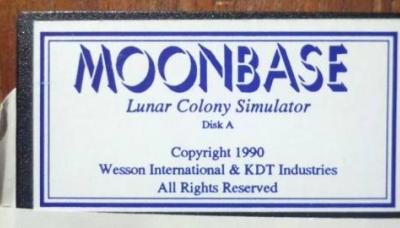 MOONBASE
Lunar Colony Simulator
Disk A
Copyright 1990
Wesson International & KDT Industries
All Rights Reserved